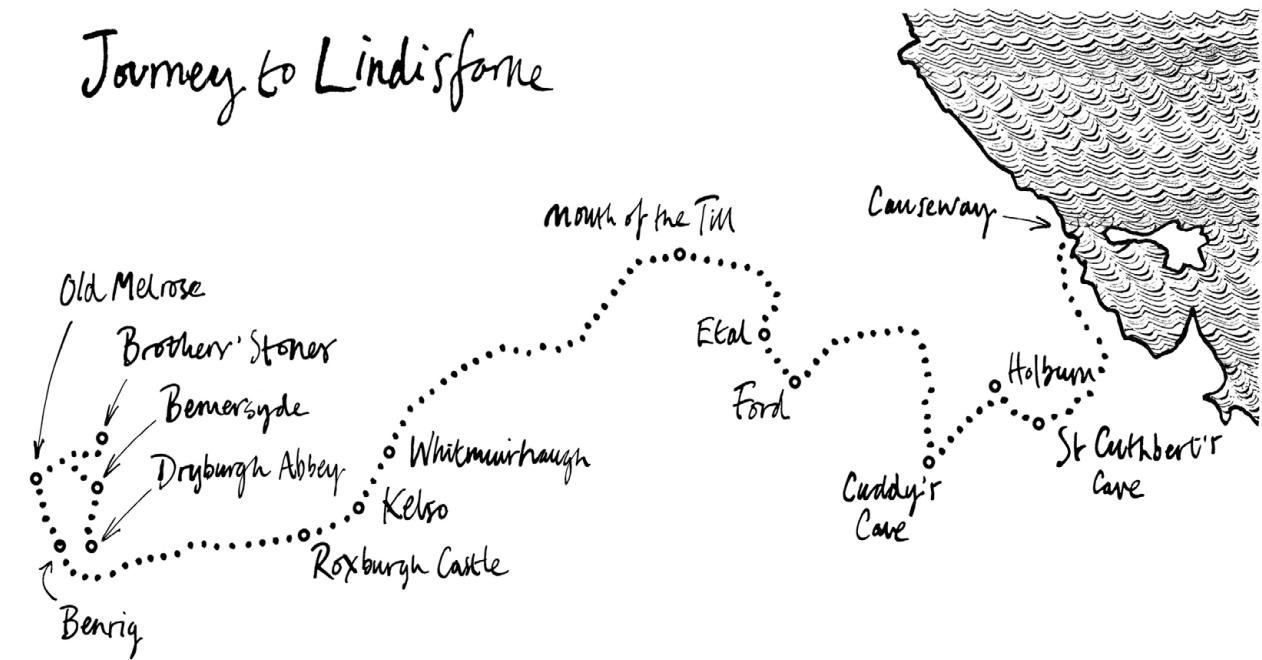 Journey to Lindisfarne
Causeway
Mouth of the Till
Old Melrose
Brothers' Stones
Bemersyde
Dryburgh Abbey
Etal
Ford
Holburn
Whitmuirhaugh
Kelso
Roxburgh Castle
Cuddy's
Cave
St Cuthbert's
Cave
Benrig